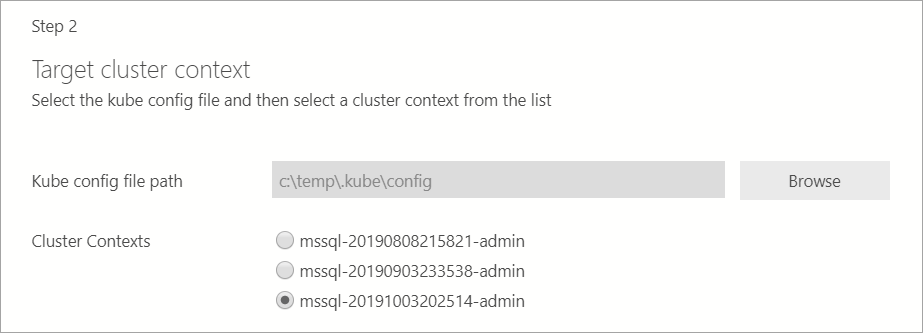 Step 2
Target cluster context
Select the kube config file and then select a cluster context from the list
Kube config file path c:\temp\.kube\config Browse
Cluster Contexts mssql-20190808215821-admin
mssql-20190903233538-admin
mssql-20191003202514-admin